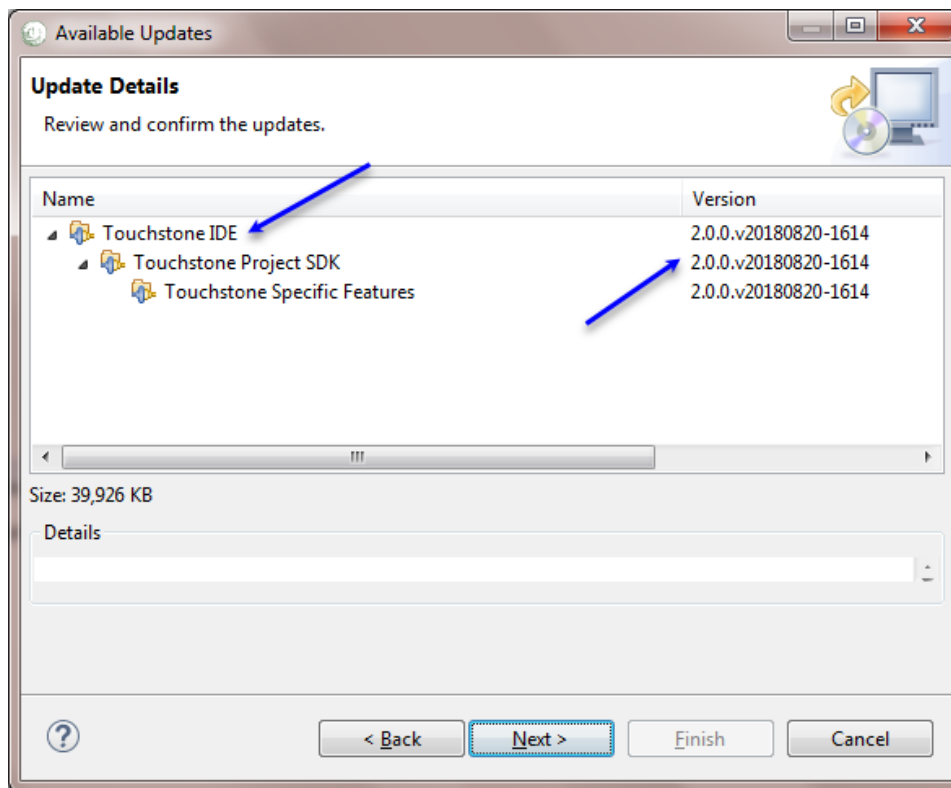 Available Updates
Update Details
Review and confirm the updates.
Name Version
Touchstone IDE 2.0.0.v20180820-1614
Touchstone Project SDK 2.0.0.v20180820-1614
Touchstone Specific Features 2.0.0.v20180820-1614
Size: 39,926 KB
Details
< Back Next > Finish Cancel